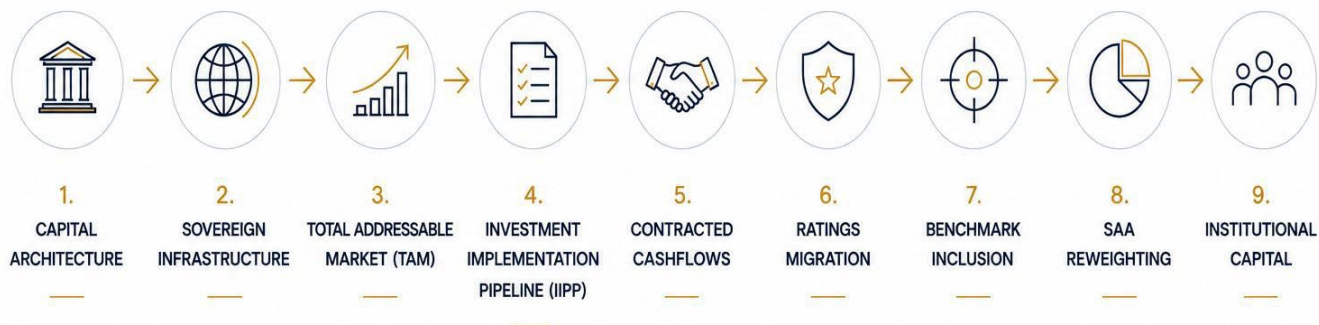 1.
CAPITAL
ARCHITECTURE
2.
SOVEREIGN
INFRASTRUCTURE
3.
TOTAL ADDRESSABLE
MARKET (TAM)
4.
INVESTMENT
IMPLEMENTATION
PIPELINE (IIPP)
5.
CONTRACTED
CASHFLOWS
6.
RATINGS
MIGRATION
7.
BENCHMARK
INCLUSION
8.
SAA
REWEIGHTING
9.
INSTITUTIONAL
CAPITAL